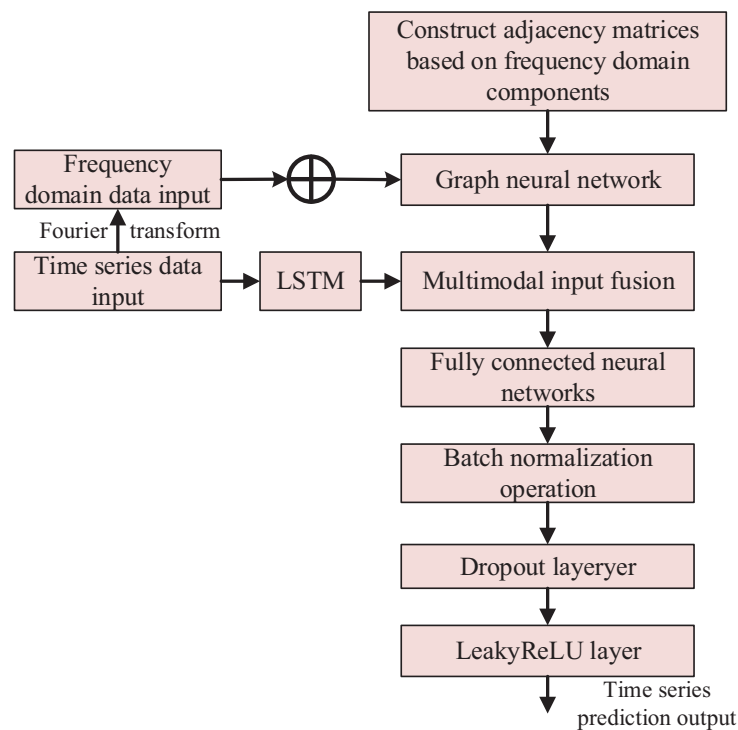 Construct adjacency matrices
based on frequency domain
components
Frequency
domain data input
Graph neural network
Fourier transform
Time series data
input
LSTM
Multimodal input fusion
Fully connected neural
networks
Batch normalization
operation
Dropout layeryer
LeakyReLU layer
Time series
prediction output